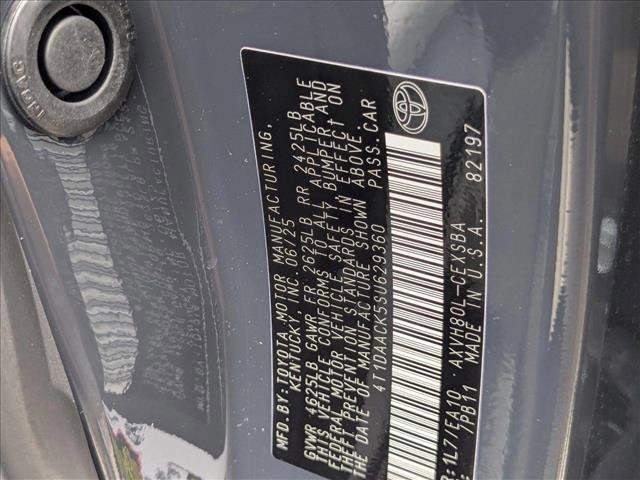 MFD. BY: TOYOTA MOTOR MANUFACTURING,
KENTUCKY, INC. 06/25
GVWR 4625LB GAWR FR 2625LB RR 2425LB
THIS VEHICLE CONFORMS TO ALL APPLICABLE
FEDERAL MOTOR VEHICLE SAFETY, BUMPER, AND
THEFT PREVENTION STANDARDS IN EFFECT ON
THE DATE OF MANUFACTURE SHOWN ABOVE.
4T1DAACK5SU629360 PASS. CAR
R:1L7/EA10 AXVH80L-CEXSBA
/PB11 MADE IN U.S.A. 82197